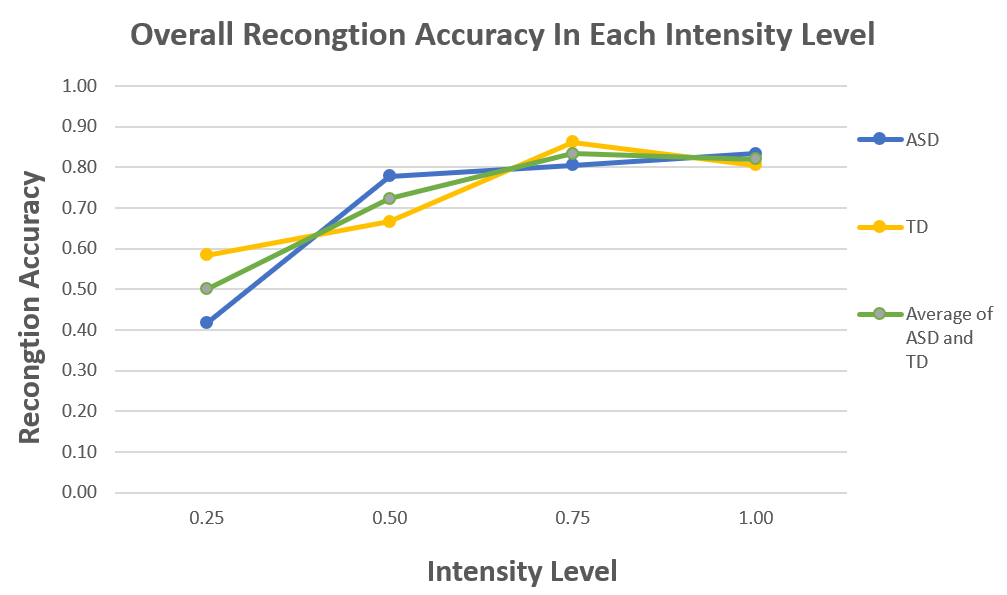 Overall Recongtion Accuracy In Each Intensity Level
Recongtion Accuracy
1.00
0.90
0.80
0.70
0.60
0.50
0.40
0.30
0.20
0.10
0.00
0.25
0.50
0.75
1.00
Intensity Level
ASD
TD
Average of
ASD and
TD